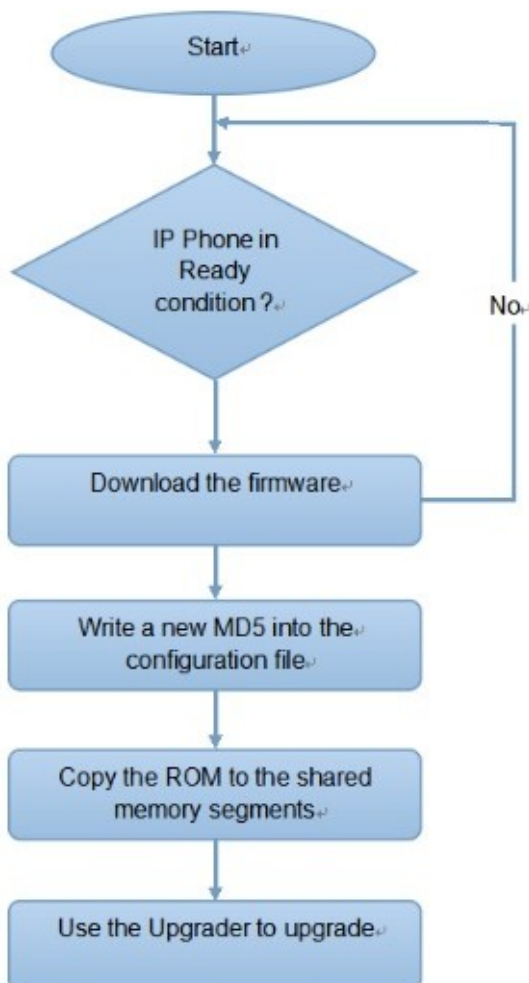 Start
IP Phone in
Ready
condition?
No
Download the firmware
Write a new MD5 into the
configuration file
Copy the ROM to the shared
memory segments
Use the Upgrader to upgrade